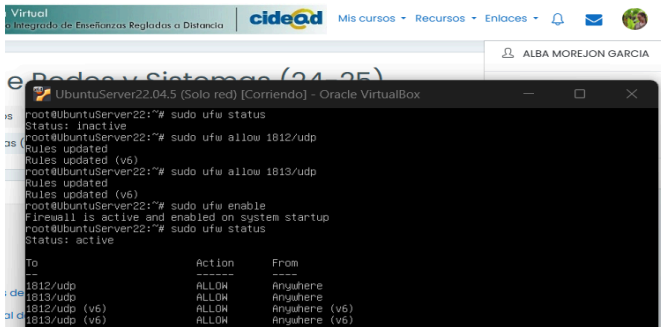 Virtual
o Integrado de Enseñanzas Regladas a Distancia
cidead
Mis cursos
Recursos
Enlaces
ALBA MOREJON GARCIA
e Redes y Sistemas (24-25)
UbuntuServer22.04.5 (Solo red) [Corriendo] - Oracle VirtualBox
root@UbuntuServer22:~# sudo ufw status
Status: inactive
root@UbuntuServer22:~# sudo ufw allow 1812/udp
Rules updated
Rules updated (v6)
root@UbuntuServer22:~# sudo ufw allow 1813/udp
Rules updated
Rules updated (v6)
root@UbuntuServer22:~# sudo ufw enable
Firewall is active and enabled on system startup
root@UbuntuServer22:~# sudo ufw status
Status: active
To Action From
-- ------ ----
1812/udp ALLOW Anywhere
1813/udp ALLOW Anywhere
1812/udp (v6) ALLOW Anywhere (v6)
1813/udp (v6) ALLOW Anywhere (v6)